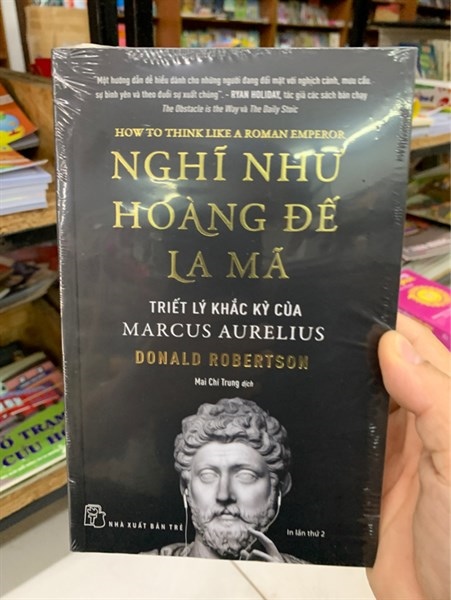 "Một hướng dẫn dễ hiểu dành cho những người đang đối mặt với nghịch cảnh, mưu cầu
sự bình yên và theo đuổi sự xuất chúng". - RYAN HOLIDAY, tác giả các sách bán chạy
The Obstacle is the Way và The Daily Stoic
HOW TO THINK LIKE A ROMAN EMPEROR
NGHĨ NHƯ
HOÀNG ĐẾ
LA MÃ
TRIẾT LÝ KHẮC KỶ CỦA
MARCUS AURELIUS
DONALD ROBERTSON
Mai Chí Trung dịch
NHÀ XUẤT BẢN TRẺ
In lần thứ 2